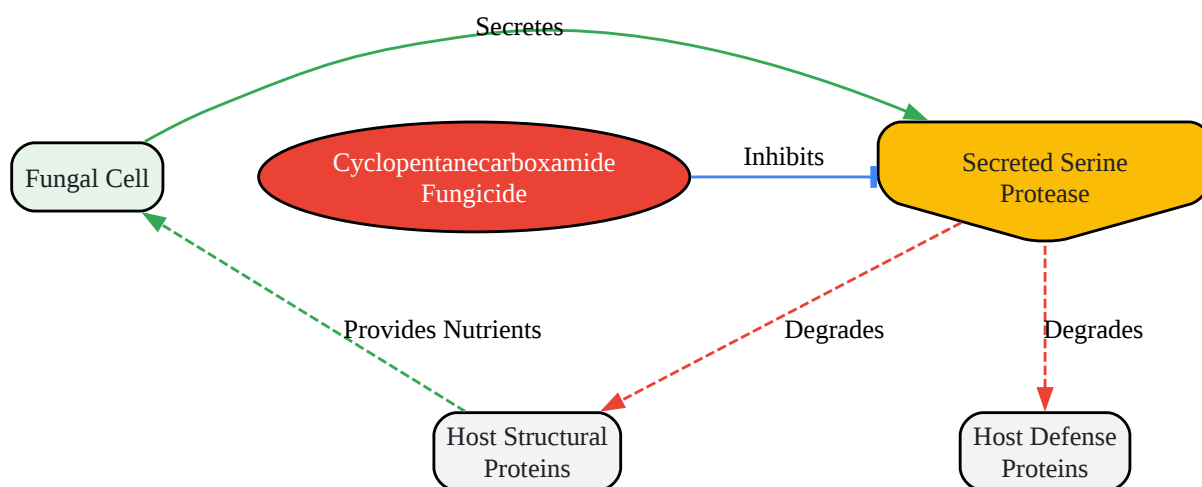 Secretes
Fungal Cell
Cyclopentanecarboxamide
Fungicide
Inhibits
Secreted Serine
Protease
Provides Nutrients
Degrades
Degrades
Host Structural
Proteins
Host Defense
Proteins